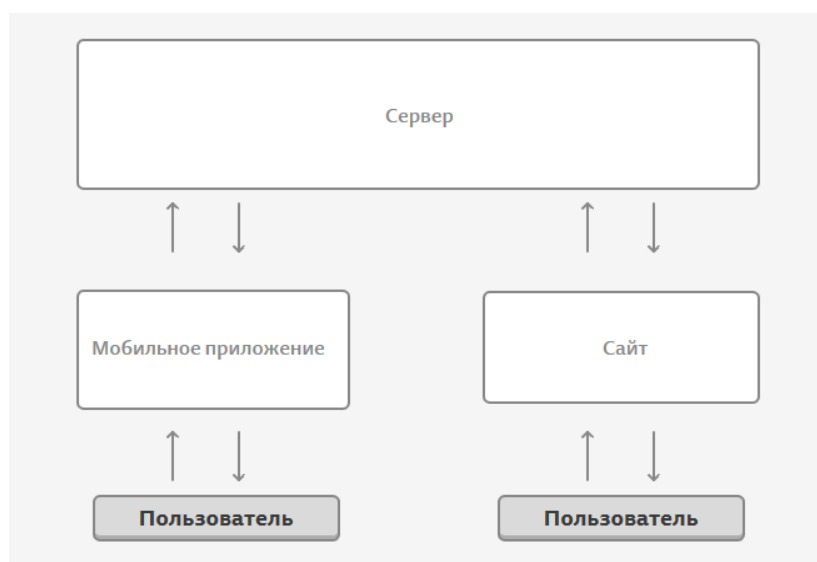 Сервер
Мобильное приложение
Сайт
Пользователь
Пользователь